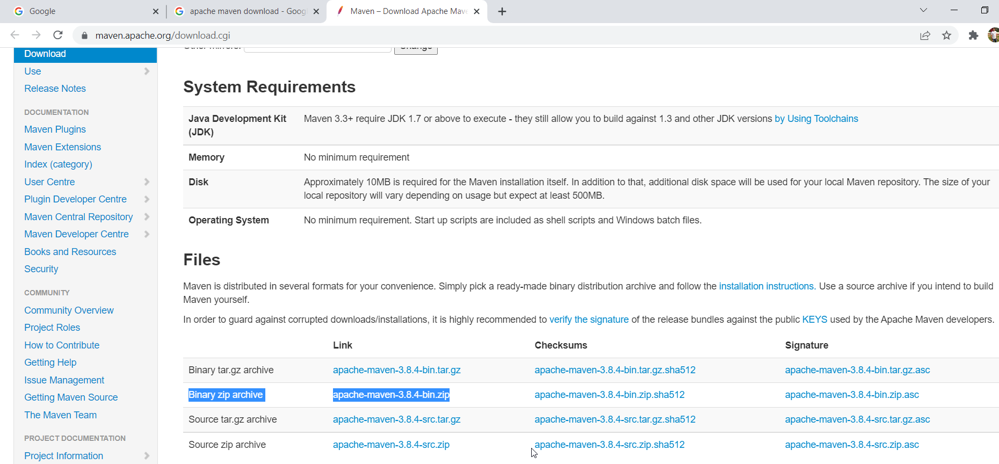 Google
apache maven download - Goog
Maven – Download Apache Mave
maven.apache.org/download.cgi
Download
Use
Release Notes
DOCUMENTATION
Maven Plugins
Maven Extensions
Index (category)
User Centre
Plugin Developer Centre
Maven Central Repository
Maven Developer Centre
Books and Resources
Security
COMMUNITY
Community Overview
Project Roles
How to Contribute
Getting Help
Issue Management
Getting Maven Source
The Maven Team
PROJECT DOCUMENTATION
Project Information
Other mirrors: Change
System Requirements
Java Development Kit (JDK) Maven 3.3+ require JDK 1.7 or above to execute - they still allow you to build against 1.3 and other JDK versions by Using Toolchains
Memory No minimum requirement
Disk Approximately 10MB is required for the Maven installation itself. In addition to that, additional disk space will be used for your local Maven repository. The size of your
local repository will vary depending on usage but expect at least 500MB.
Operating System No minimum requirement. Start up scripts are included as shell scripts and Windows batch files.
Files
Maven is distributed in several formats for your convenience. Simply pick a ready-made binary distribution archive and follow the installation instructions. Use a source archive if you intend to build
Maven yourself.
In order to guard against corrupted downloads/installations, it is highly recommended to verify the signature of the release bundles against the public KEYS used by the Apache Maven developers.
Link Checksums Signature
Binary tar.gz archive apache-maven-3.8.4-bin.tar.gz apache-maven-3.8.4-bin.tar.gz.sha512 apache-maven-3.8.4-bin.tar.gz.asc
Binary zip archive apache-maven-3.8.4-bin.zip apache-maven-3.8.4-bin.zip.sha512 apache-maven-3.8.4-bin.zip.asc
Source tar.gz archive apache-maven-3.8.4-src.tar.gz apache-maven-3.8.4-src.tar.gz.sha512 apache-maven-3.8.4-src.tar.gz.asc
Source zip archive apache-maven-3.8.4-src.zip apache-maven-3.8.4-src.zip.sha512 apache-maven-3.8.4-src.zip.asc